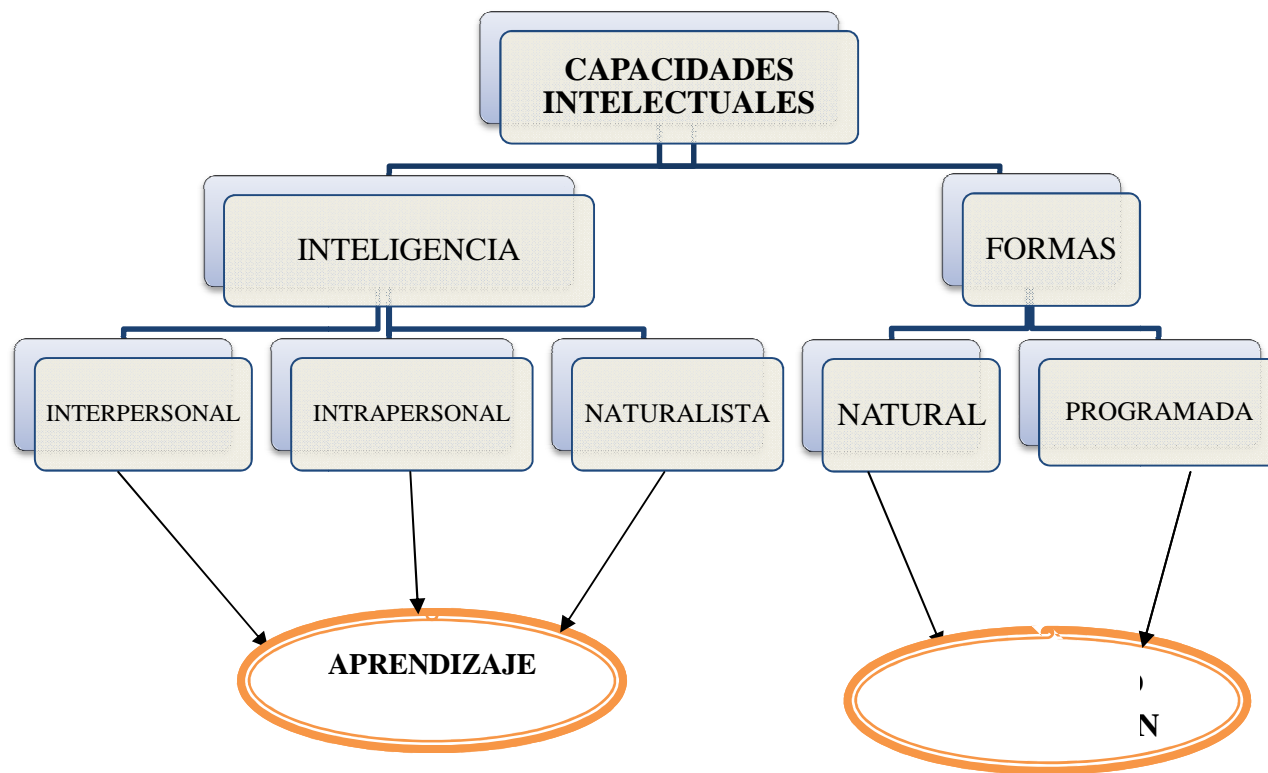 CAPACIDADES
INTELECTUALES
INTELIGENCIA
FORMAS
INTERPERSONAL
INTRAPERSONAL
NATURALISTA
NATURAL
PROGRAMADA
APRENDIZAJE